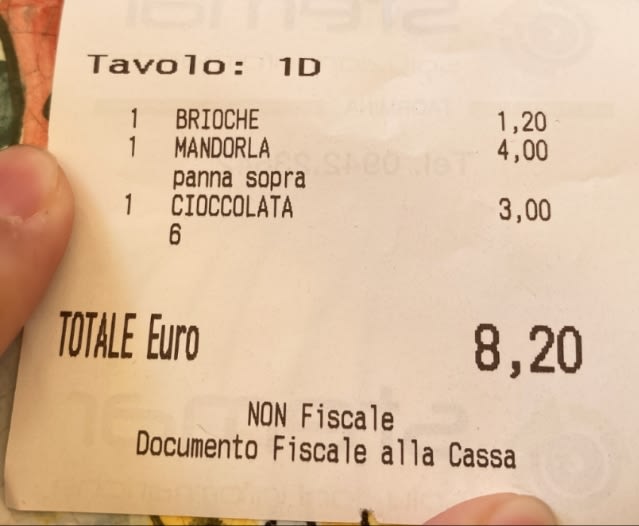 Tavolo: 1D
1 BRIOCHE 1,20
1 MANDORLA 4,00
panna sopra
1 CIOCCOLATA 3,00
6
TOTALE Euro 8,20
NON Fiscale
Documento Fiscale alla Cassa